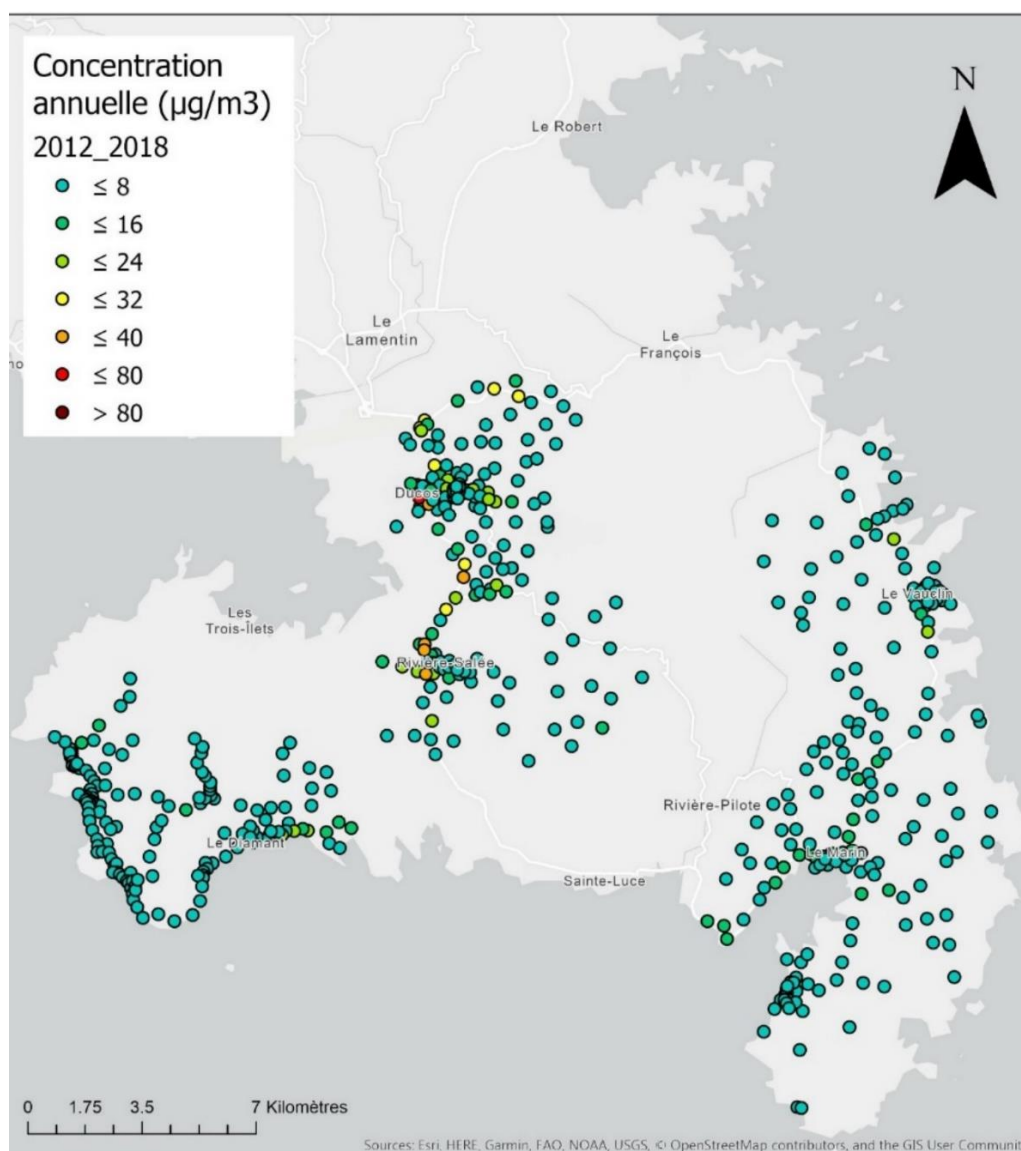 Concentration
annuelle (µg/m3)
2012_2018
≤ 8
≤ 16
≤ 24
≤ 32
≤ 40
≤ 80
> 80
N
Le Robert
Le
Lamentin
Le
François
Ducos
Le Vauclin
Les
Trois-Îlets
Rivière-Salée
Rivière-Pilote
Le Diamant
Le Marin
Sainte-Luce
0 1.75 3.5 7 Kilomètres
Sources: Esri, HERE, Garmin, FAO, NOAA, USGS, © OpenStreetMap contributors, and the GIS User Communit